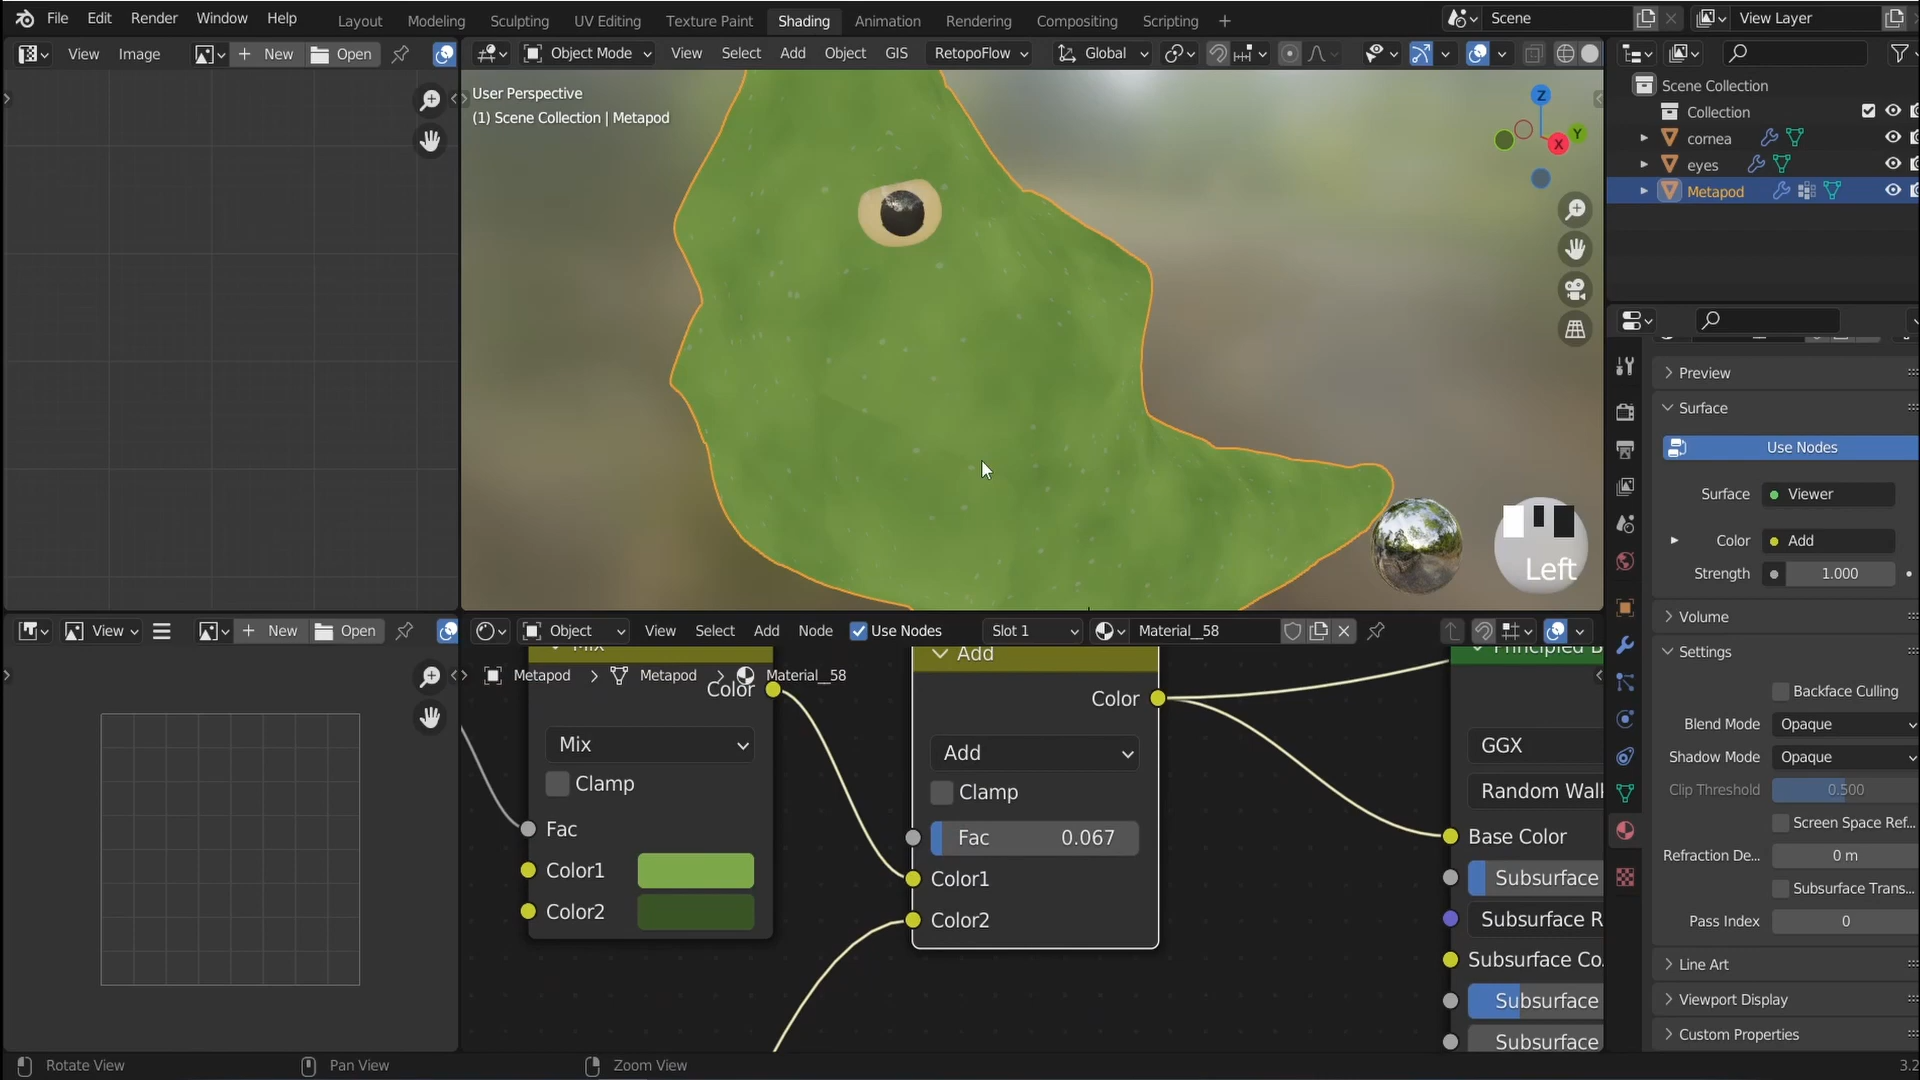 File Edit Render Window Help Layout Modeling Sculpting UV Editing Texture Paint Shading Animation Rendering Compositing Scripting + Scene View Layer
View Image + New Open Object Mode View Select Add Object GIS RetopoFlow Global
User Perspective
(1) Scene Collection | Metapod
Z
Y
X
Left
Scene Collection
Collection
cornea
eyes
Metapod
Preview
Surface
Use Nodes
Surface Viewer
Color Add
Strength 1.000
Volume
Settings
Backface Culling
Blend Mode Opaque
Shadow Mode Opaque
Clip Threshold 0.500
Screen Space Ref...
Refraction De... 0 m
Subsurface Trans...
Pass Index 0
Line Art
Viewport Display
Custom Properties
View + New Open Object View Select Add Node Use Nodes Slot 1 Material__58
Metapod > Metapod > Material__58
Mix
Color
Mix
Clamp
Fac
Color1
Color2
Add
Color
Add
Clamp
Fac 0.067
Color1
Color2
Principled B
GGX
Random Wall
Base Color
Subsurface
Subsurface R
Subsurface Co.
Subsurface
Subsurface
Rotate View Pan View Zoom View 3.2